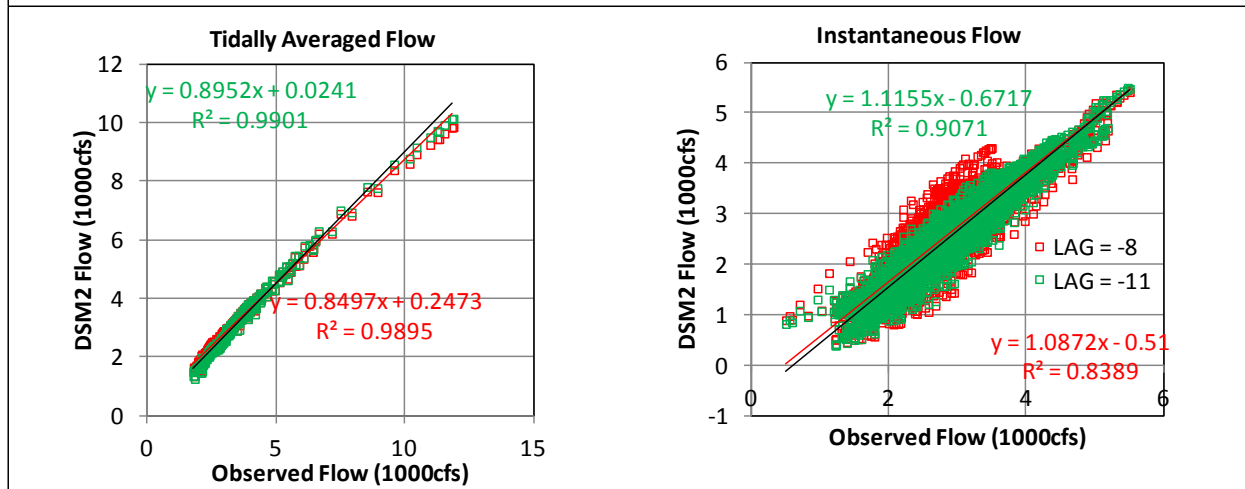 Tidally Averaged Flow
12
10
8
6
4
2
0
0
5
10
15
DSM2 Flow (1000cfs)
Observed Flow (1000cfs)
y = 0.8952x + 0.0241
R² = 0.9901
y = 0.8497x + 0.2473
R² = 0.9895
Instantaneous Flow
6
5
4
3
2
1
0
-1
0
2
4
6
DSM2 Flow (1000cfs)
Observed Flow (1000cfs)
y = 1.1155x - 0.6717
R² = 0.9071
LAG = -8
LAG = -11
y = 1.0872x - 0.51
R² = 0.8389